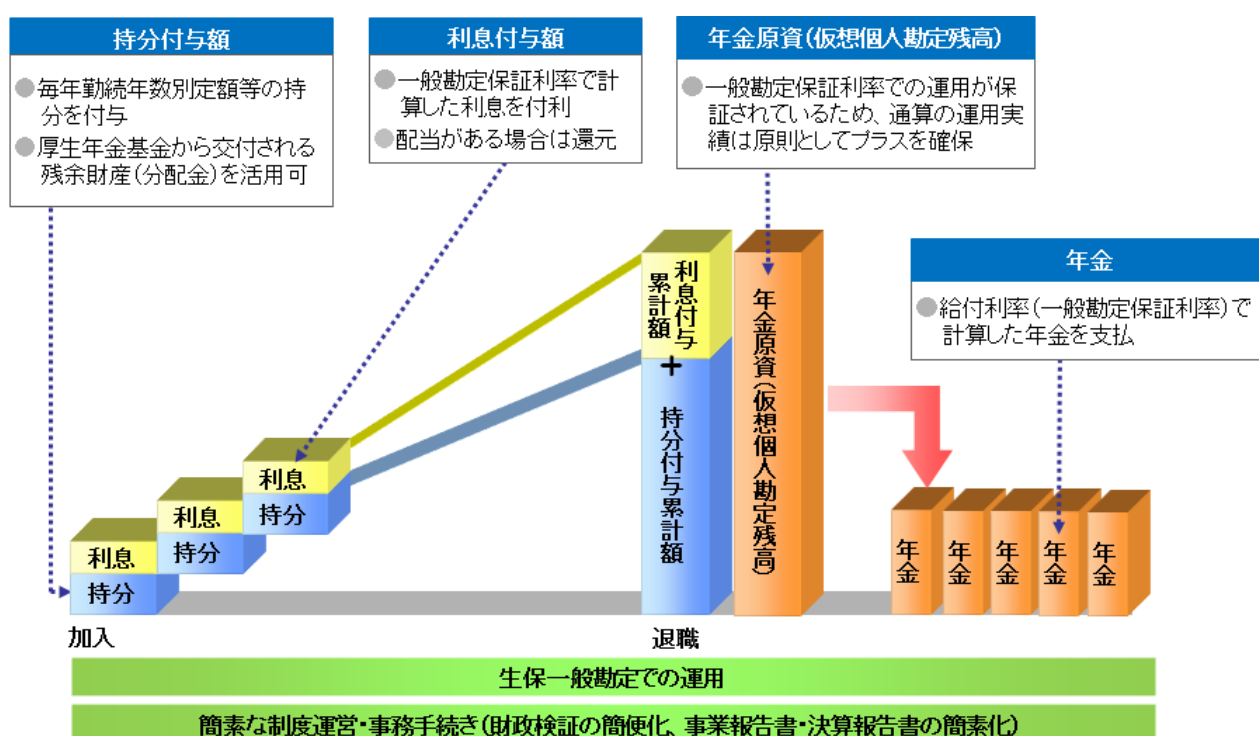 持分付与額
●毎年勤続年数別定額等の持
分を付与
●厚生年金基金から交付される
残余財産(分配金)を活用可
利息付与額
●一般勘定保証利率で計
算した利息を付利
●配当がある場合は還元
年金原資(仮想個人勘定残高)
●一般勘定保証利率での運用が保
証されているため、通算の運用実
績は原則としてプラスを確保
年金
●給付利率(一般勘定保証利率)で
計算した年金を支払
利息
持分
利息
持分
利息
持分
利息付与
累計額
+
持分付与累計額
年金原資(仮想個人勘定残高)
年金
年金
年金
年金
年金
加入
退職
生保一般勘定での運用
簡素な制度運営・事務手続き(財政検証の簡便化、事業報告書・決算報告書の簡素化)